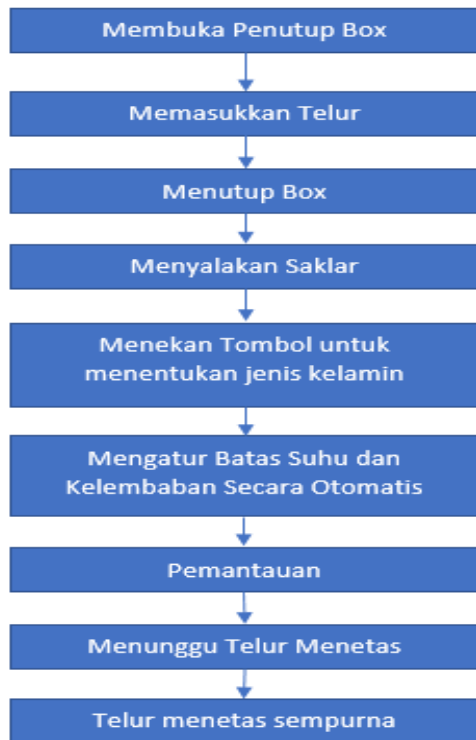 Membuka Penutup Box
Memasukkan Telur
Menutup Box
Menyalakan Saklar
Menekan Tombol untuk
menentukan jenis kelamin
Mengatur Batas Suhu dan
Kelembaban Secara Otomatis
Pemantauan
Menunggu Telur Menetas
Telur menetas sempurna